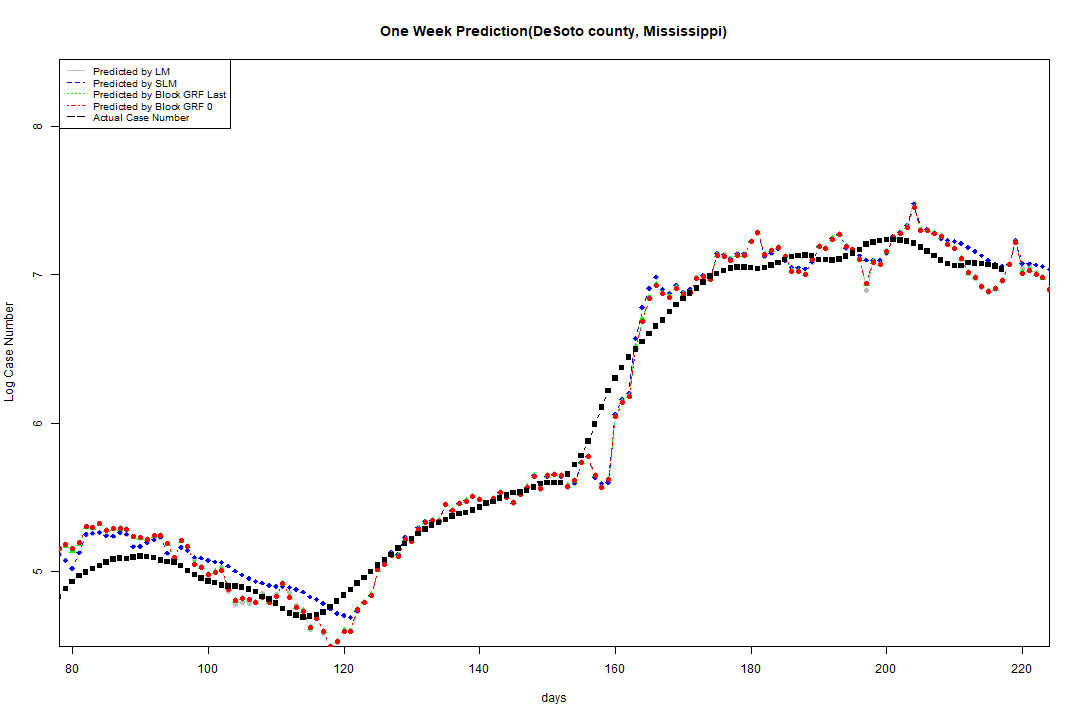 One Week Prediction(DeSoto county, Mississippi)
Predicted by LM
Predicted by SLM
Predicted by Block GRF Last
Predicted by Block GRF 0
Actual Case Number
8
7
6
5
Log Case Number
80 100 120 140 160 180 200 220
days